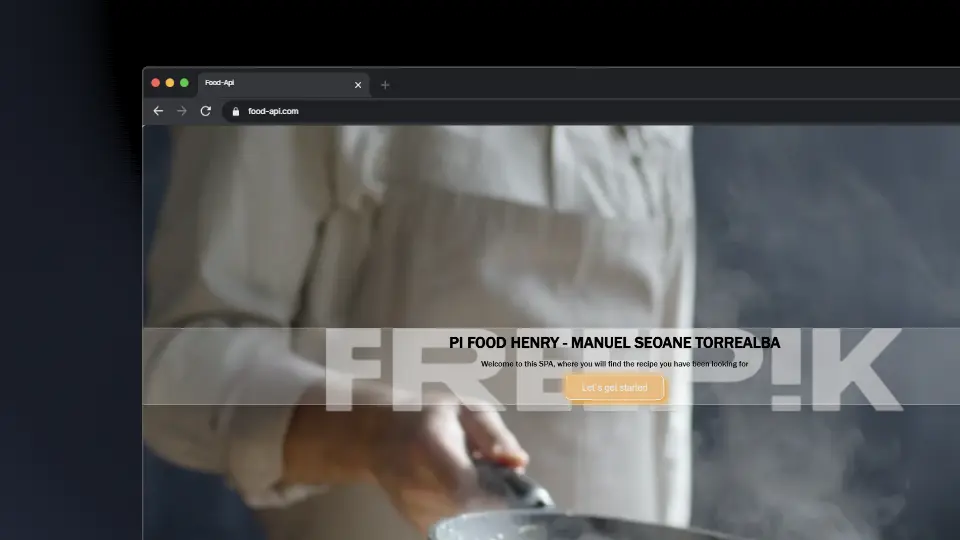 Food-Api
food-api.com
FREEP!K
PI FOOD HENRY - MANUEL SEOANE TORREALBA
Welcome to this SPA, where you will find the recipe you have been looking for
Let's get started